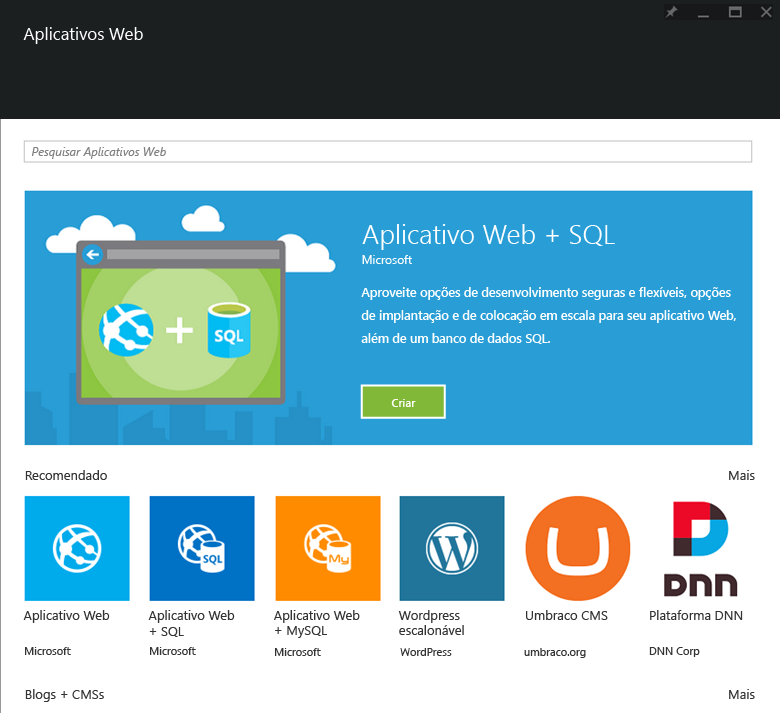 Aplicativos Web
Pesquisar Aplicativos Web
Aplicativo Web + SQL
Microsoft
Aproveite opções de desenvolvimento seguras e flexíveis, opções
de implantação e de colocação em escala para seu aplicativo Web,
além de um banco de dados SQL.
SQL
Criar
Recomendado Mais
SQL My DNN
Aplicativo Web Aplicativo Web Aplicativo Web Wordpress Umbraco CMS Plataforma DNN
+ SQL + MySQL escalonável
Microsoft Microsoft Microsoft WordPress umbraco.org DNN Corp
Blogs + CMSs Mais